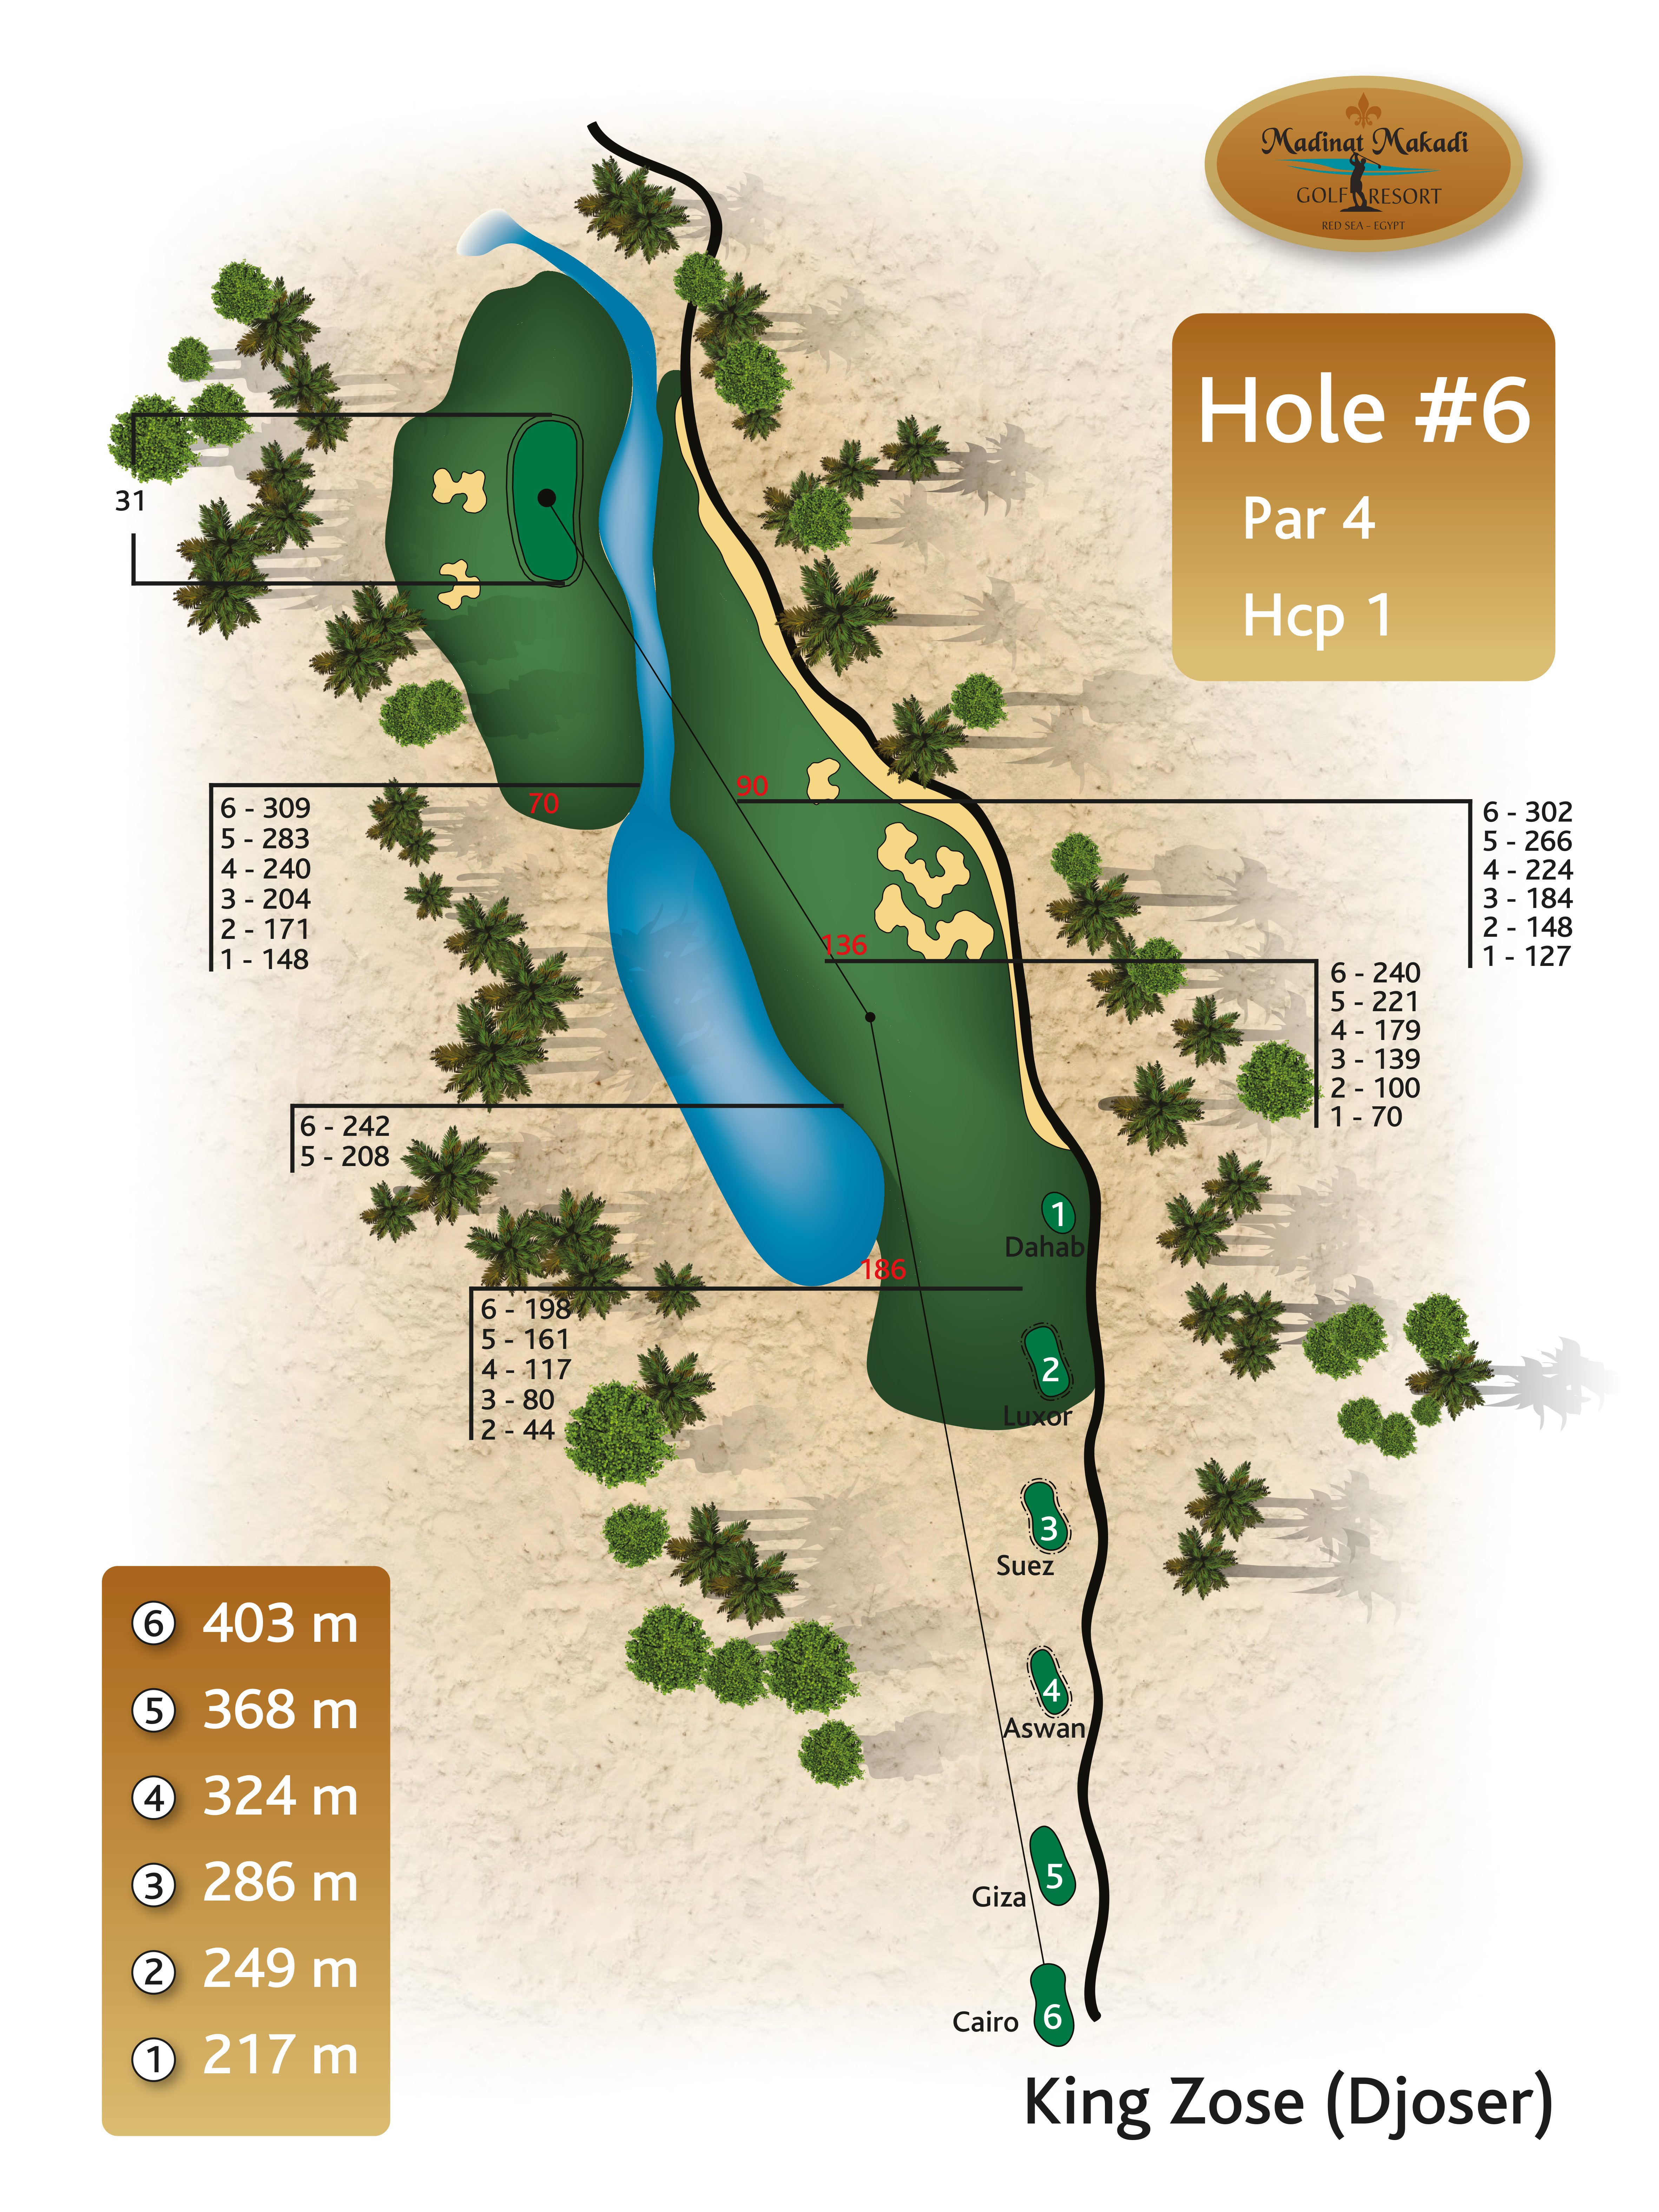 Madinat Makadi
GOLF RESORT
RED SEA - EGYPT
Hole #6
Par 4
Hcp 1
31
70
6 - 309
5 - 283
4 - 240
3 - 204
2 - 171
1 - 148
90
6 - 302
5 - 266
4 - 224
3 - 184
2 - 148
1 - 127
136
6 - 240
5 - 221
4 - 179
3 - 139
2 - 100
1 - 70
6 - 242
5 - 208
186
6 - 198
5 - 161
4 - 117
3 - 80
2 - 44
1
Dahab
2
Luxor
3
Suez
4
Aswan
5
Giza
6
Cairo
6 403 m
5 368 m
4 324 m
3 286 m
2 249 m
1 217 m
King Zose (Djoser)